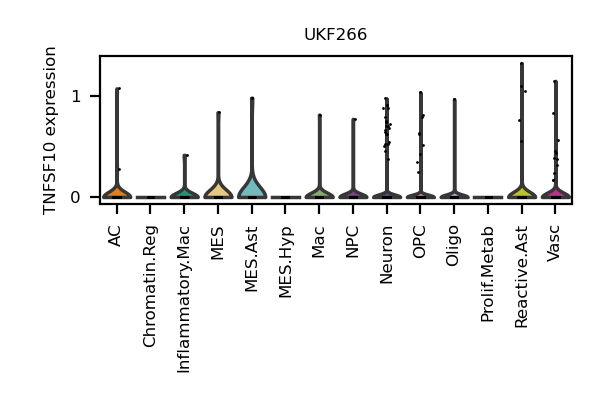 UKF266
TNFSF10 expression
1
0
AC
Chromatin.Reg
Inflammatory.Mac
MES
MES.Ast
MES.Hyp
Mac
NPC
Neuron
OPC
Oligo
Prolif.Metab
Reactive.Ast
Vasc